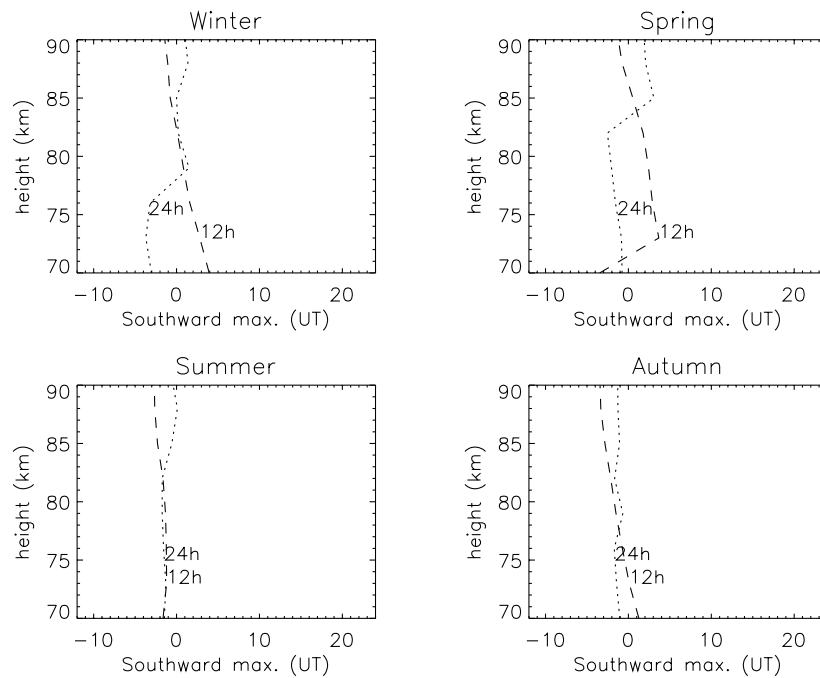 Winter
90
85
80
75
70
height (km)
24h
12h
-10 0 10 20
Southward max. (UT)
Spring
90
85
80
75
70
height (km)
24h
12h
-10 0 10 20
Southward max. (UT)
Summer
90
85
80
75
70
height (km)
24h
12h
-10 0 10 20
Southward max. (UT)
Autumn
90
85
80
75
70
height (km)
24h
12h
-10 0 10 20
Southward max. (UT)